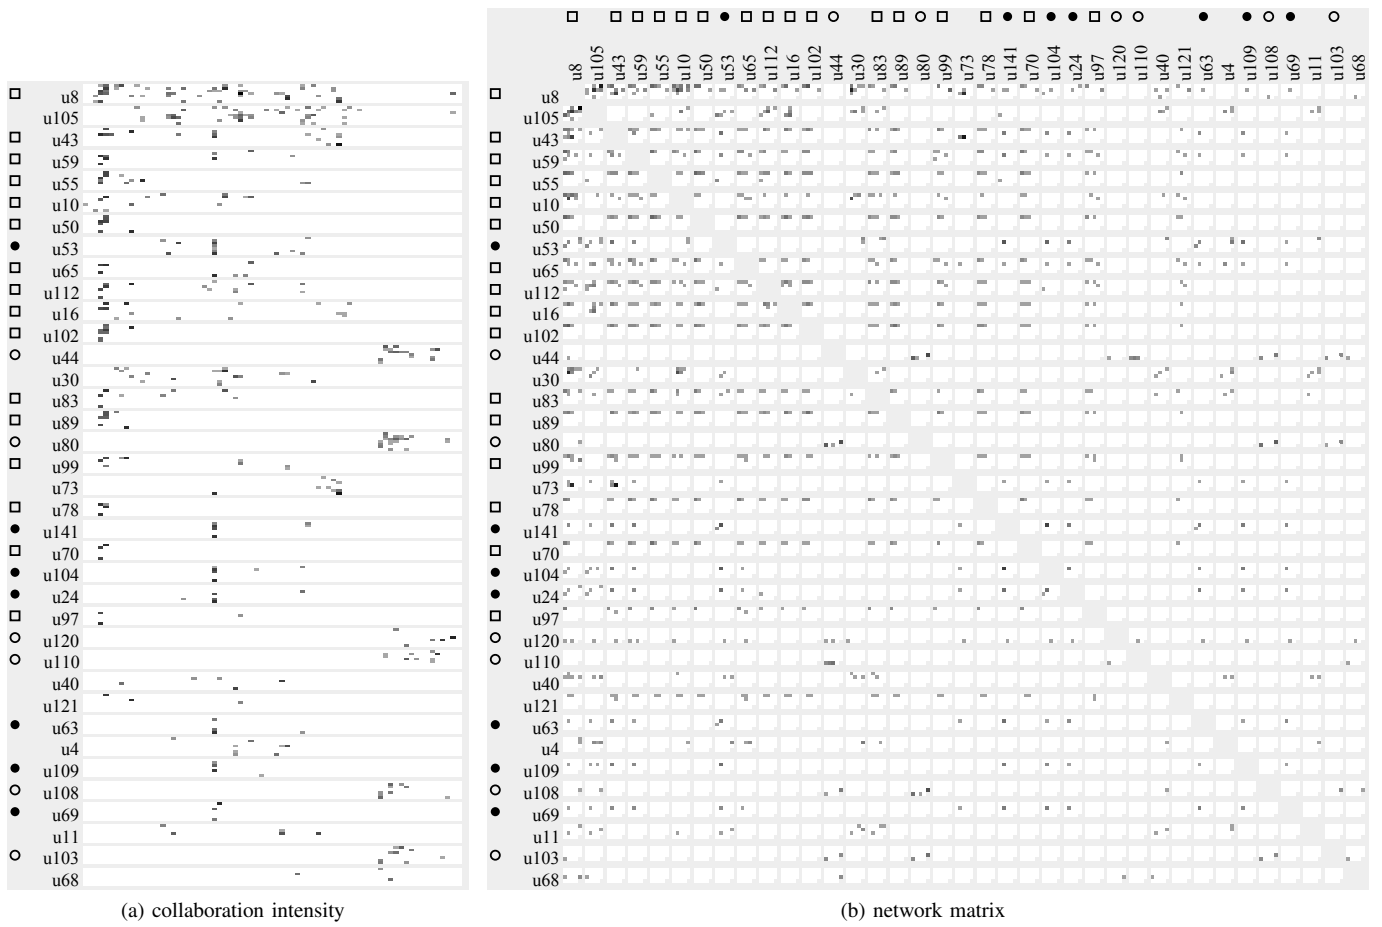 u8 u105 u43 u59 u55 u10 u50 u53 u65 u112 u16 u102 u44 u30 u83 u89 u80 u99 u73 u78 u141 u70 u104 u24 u97 u120 u110 u40 u121 u63 u4 u109 u108 u69 u11 u103 u68
u8 u8
u105 u105
u43 u43
u59 u59
u55 u55
u10 u10
u50 u50
u53 u53
u65 u65
u112 u112
u16 u16
u102 u102
u44 u44
u30 u30
u83 u83
u89 u89
u80 u80
u99 u99
u73 u73
u78 u78
u141 u141
u70 u70
u104 u104
u24 u24
u97 u97
u120 u120
u110 u110
u40 u40
u121 u121
u63 u63
u4 u4
u109 u109
u108 u108
u69 u69
u11 u11
u103 u103
u68 u68
(a) collaboration intensity (b) network matrix